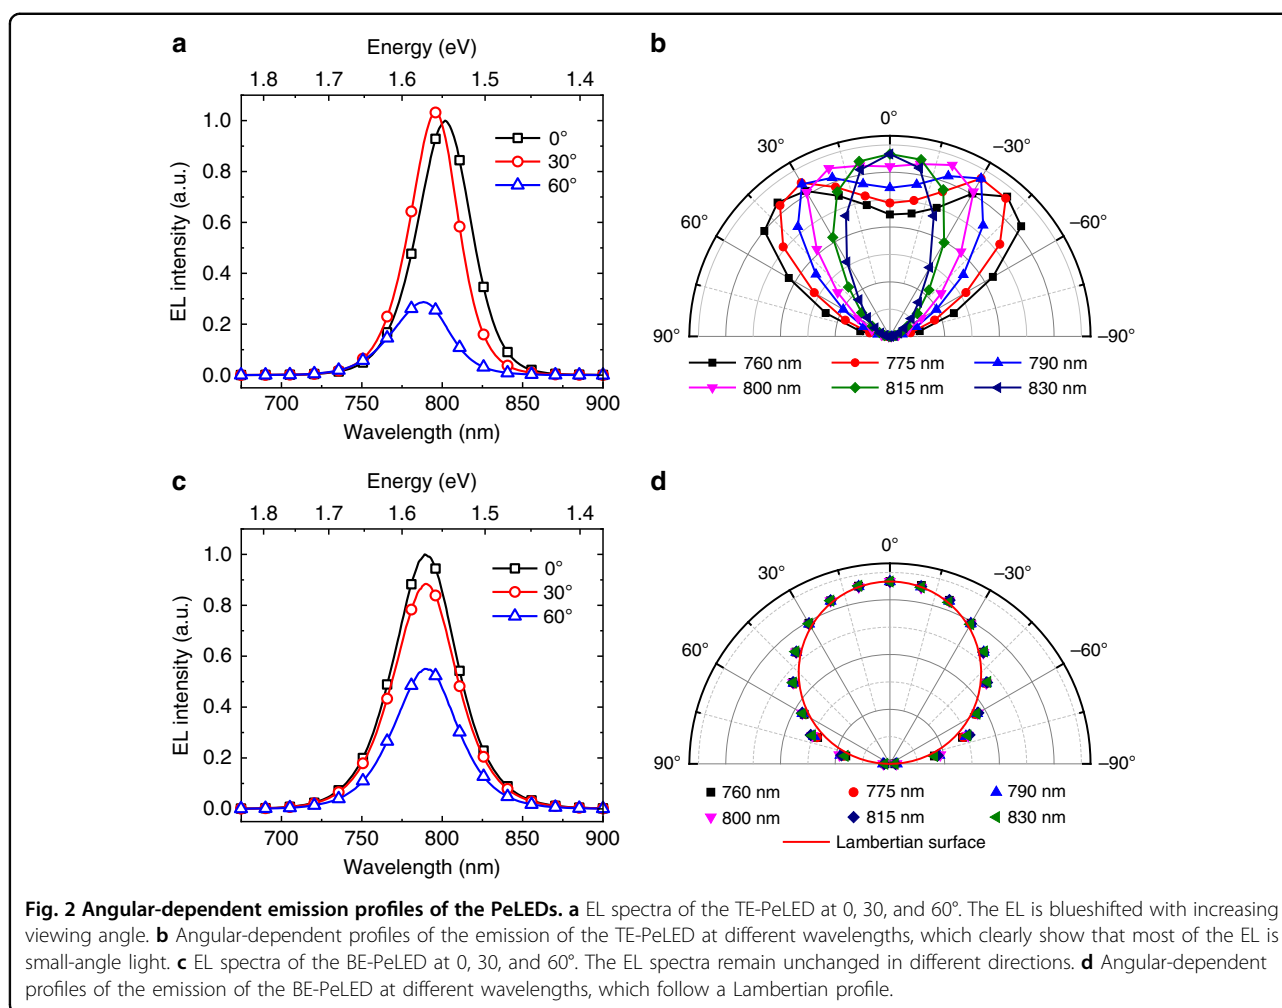 a
Energy (eV)
1.8 1.7 1.6 1.5 1.4
EL intensity (a.u.)
1.0
0.8
0.6
0.4
0.2
0.0
0°
30°
60°
700 750 800 850 900
Wavelength (nm)
b
0°
30° –30°
60° –60°
90° –90°
760 nm 775 nm 790 nm
800 nm 815 nm 830 nm
c
Energy (eV)
1.8 1.7 1.6 1.5 1.4
EL intensity (a.u.)
1.0
0.8
0.6
0.4
0.2
0.0
0°
30°
60°
700 750 800 850 900
Wavelength (nm)
d
0°
30° –30°
60° –60°
90° –90°
760 nm 775 nm 790 nm
800 nm 815 nm 830 nm
Lambertian surface
Fig. 2 Angular-dependent emission profiles of the PeLEDs. a EL spectra of the TE-PeLED at 0, 30, and 60°. The EL is blueshifted with increasing
viewing angle. b Angular-dependent profiles of the emission of the TE-PeLED at different wavelengths, which clearly show that most of the EL is
small-angle light. c EL spectra of the BE-PeLED at 0, 30, and 60°. The EL spectra remain unchanged in different directions. d Angular-dependent
profiles of the emission of the BE-PeLED at different wavelengths, which follow a Lambertian profile.